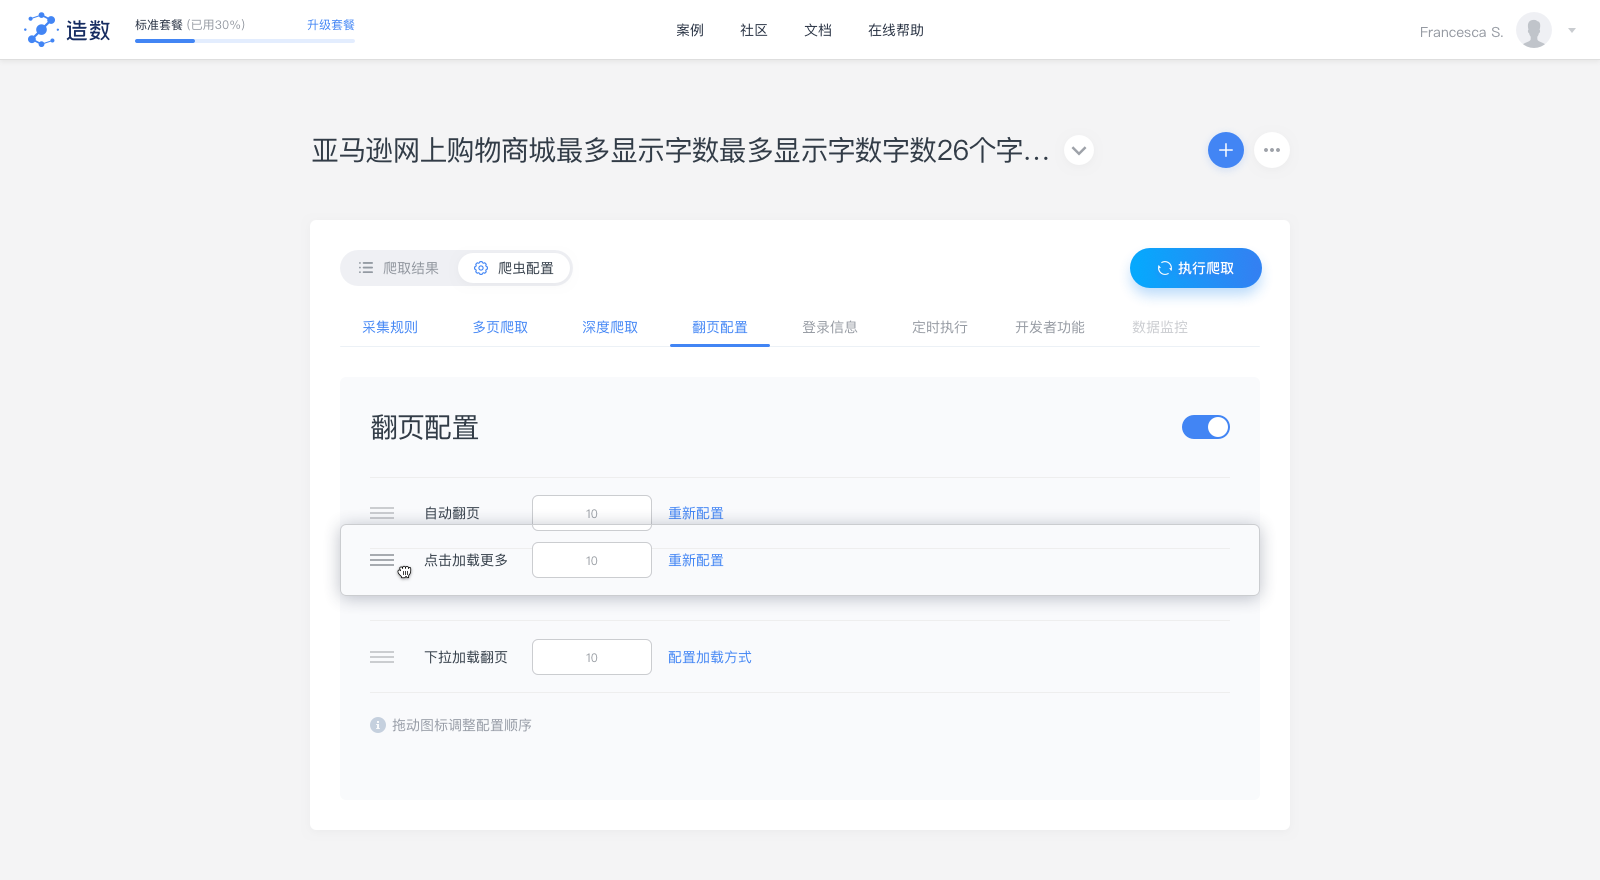 造数
标准套餐 (已用30%) 升级套餐
案例 社区 文档 在线帮助
Francesca S.
亚马逊网上购物商城最多显示字数最多显示字数字数26个字...
爬取结果 爬虫配置 执行爬取
采集规则 多页爬取 深度爬取 翻页配置 登录信息 定时执行 开发者功能 数据监控
翻页配置
自动翻页 10 重新配置
点击加载更多 10 重新配置
下拉加载翻页 10 配置加载方式
拖动图标调整配置顺序